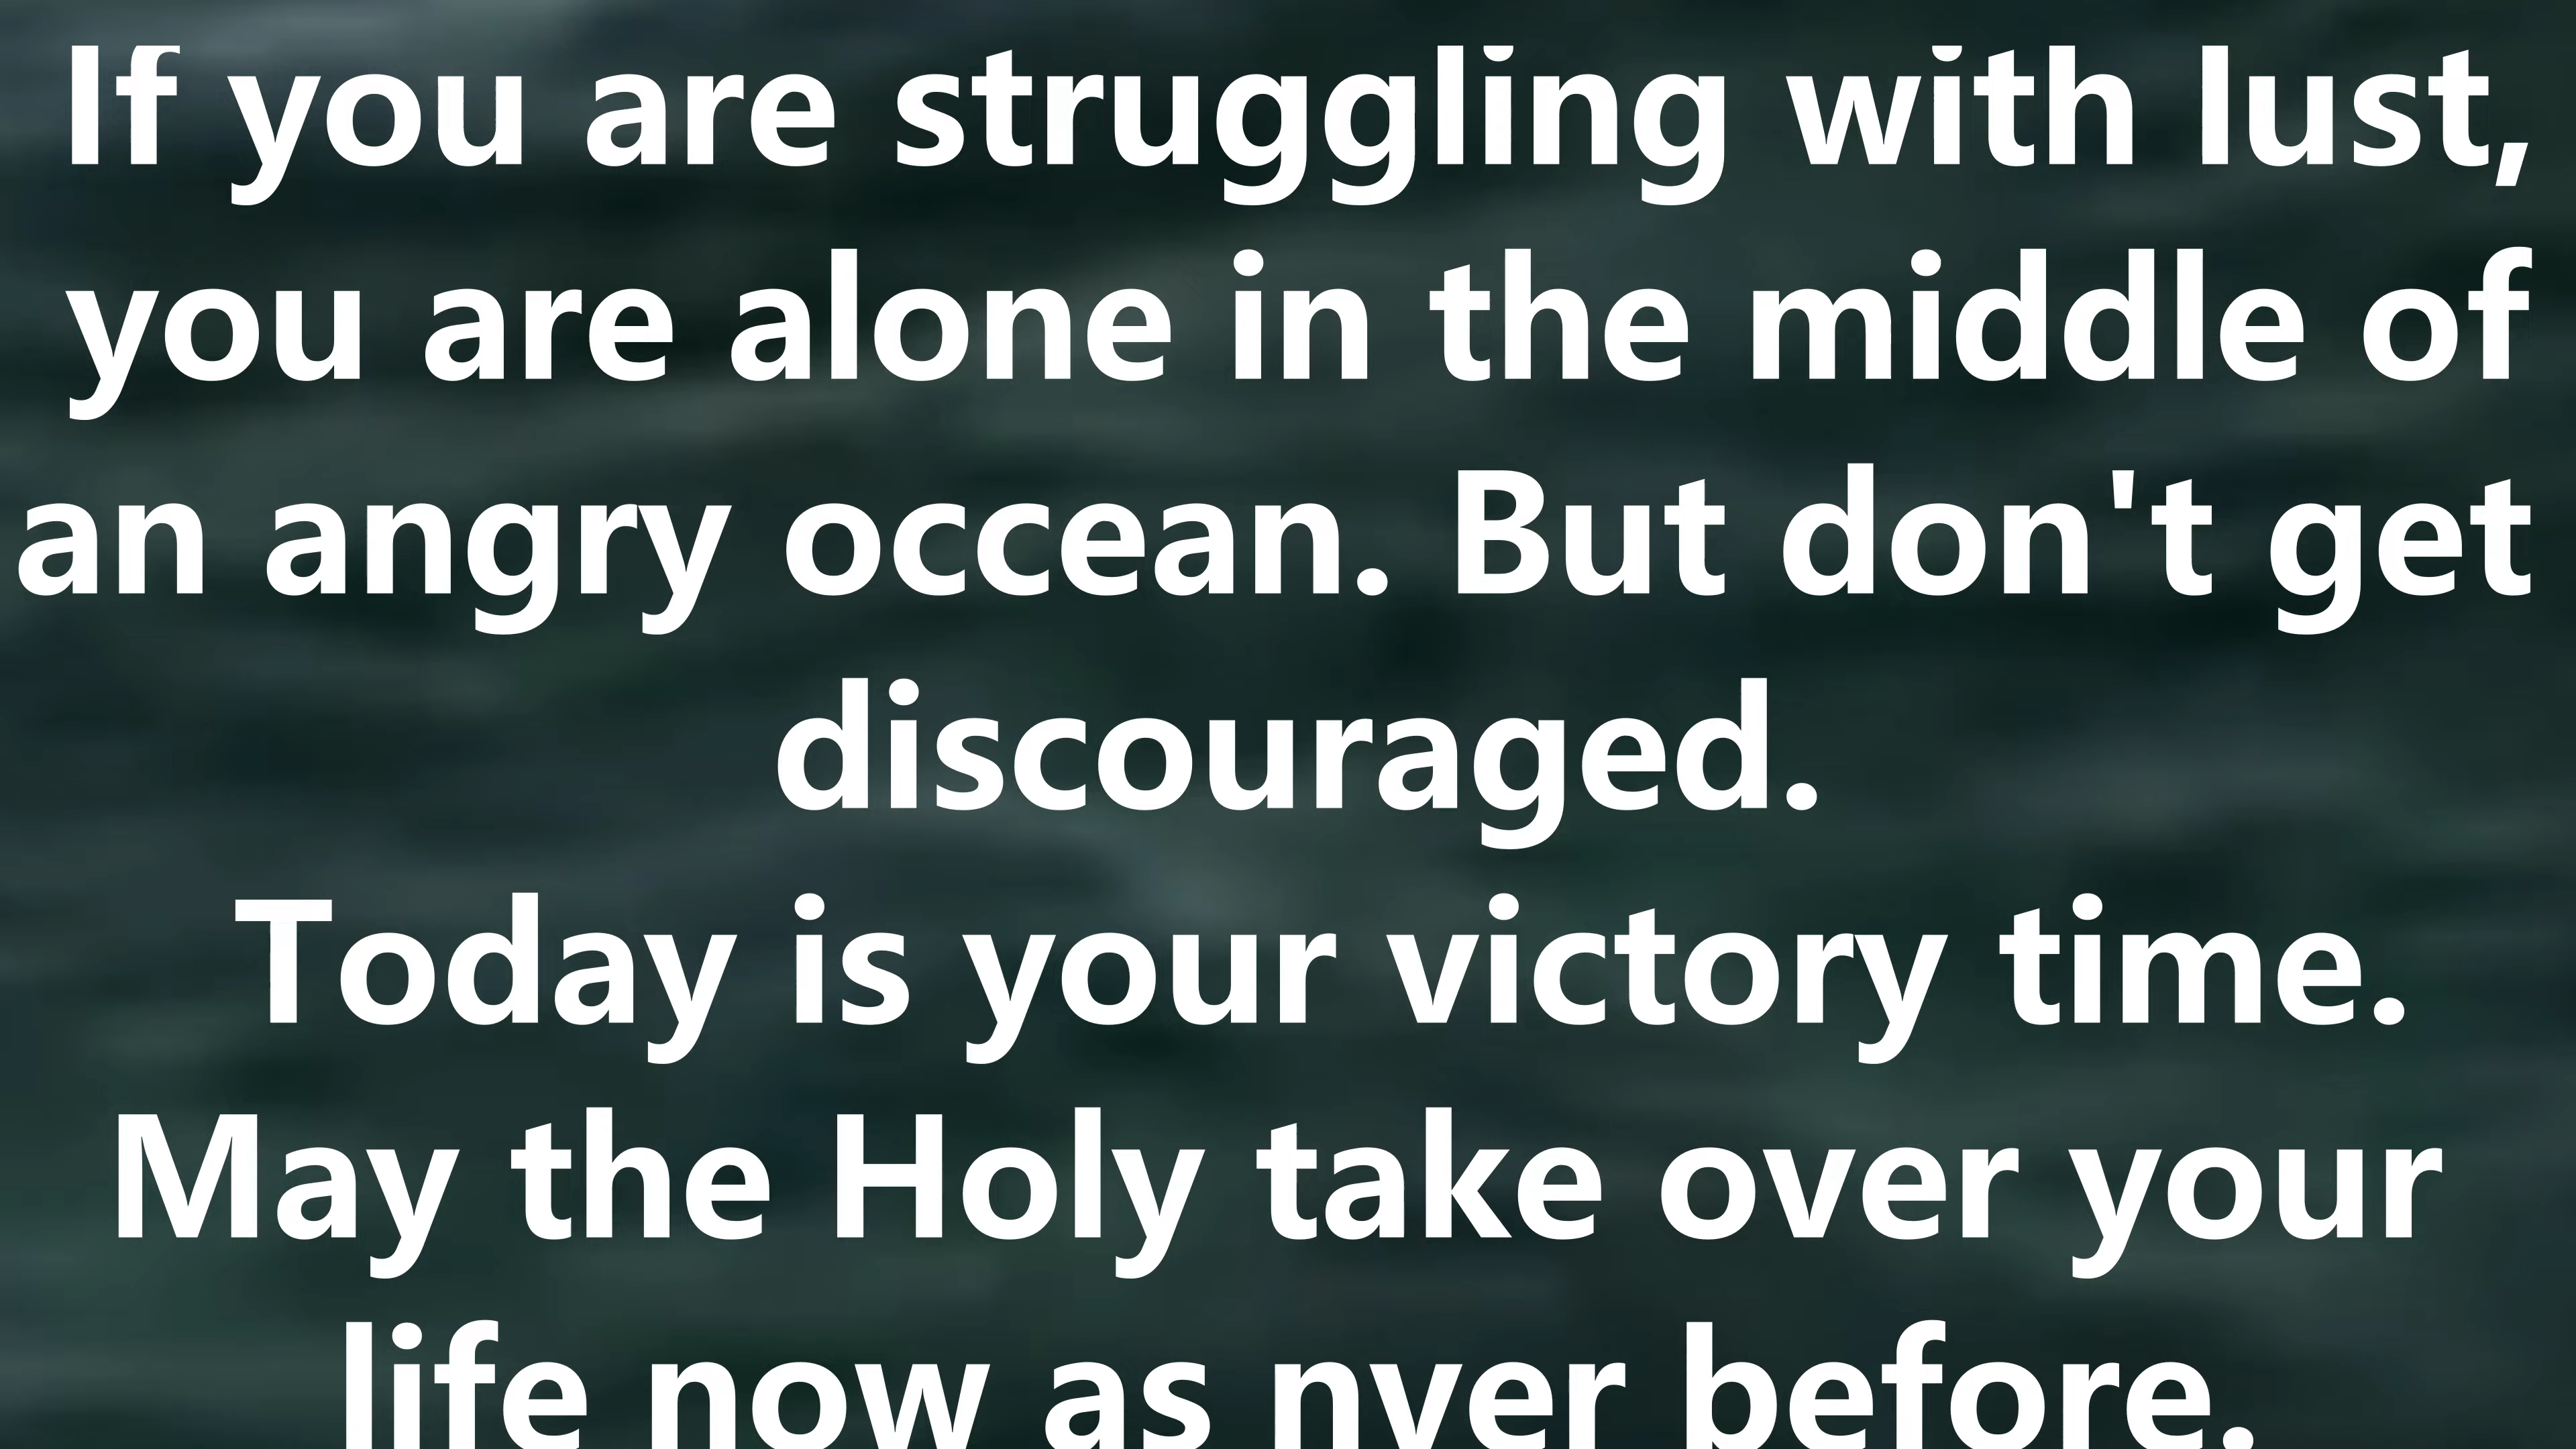 If you are struggling with lust,
you are alone in the middle of
an angry occean. But don't get
discouraged.
Today is your victory time.
May the Holy take over your
life now as nver before.